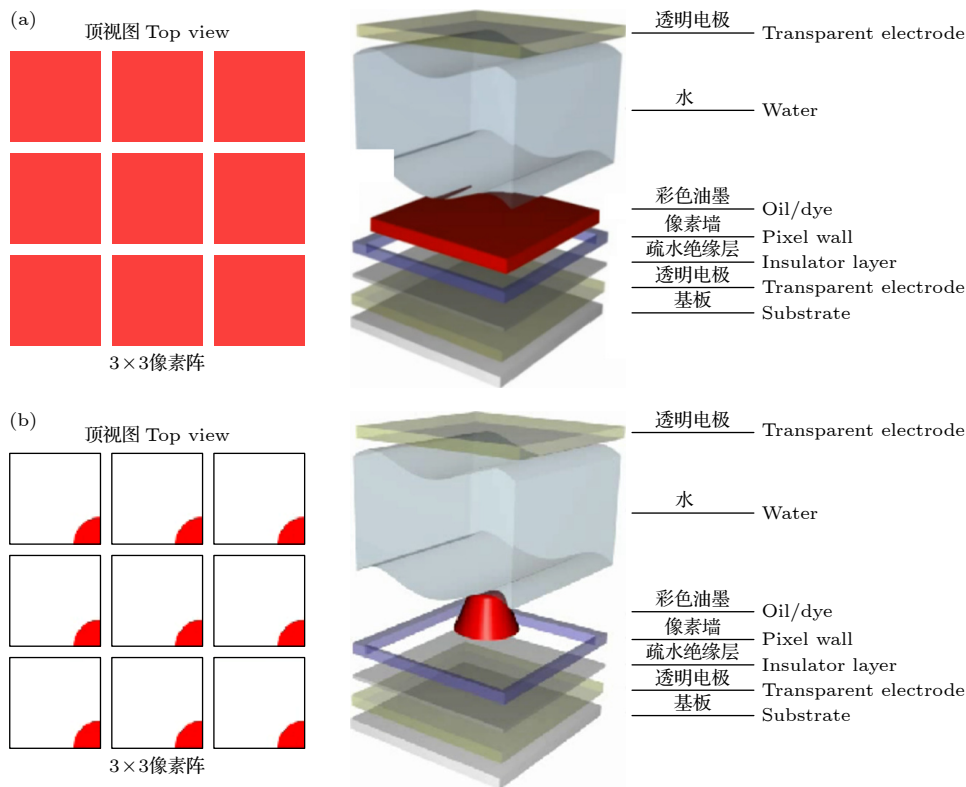 (a)
顶视图 Top view
3×3像素阵
透明电极 Transparent electrode
水 Water
彩色油墨 Oil/dye
像素墙 Pixel wall
疏水绝缘层 Insulator layer
透明电极 Transparent electrode
基板 Substrate
(b)
顶视图 Top view
3×3像素阵
透明电极 Transparent electrode
水 Water
彩色油墨 Oil/dye
像素墙 Pixel wall
疏水绝缘层 Insulator layer
透明电极 Transparent electrode
基板 Substrate